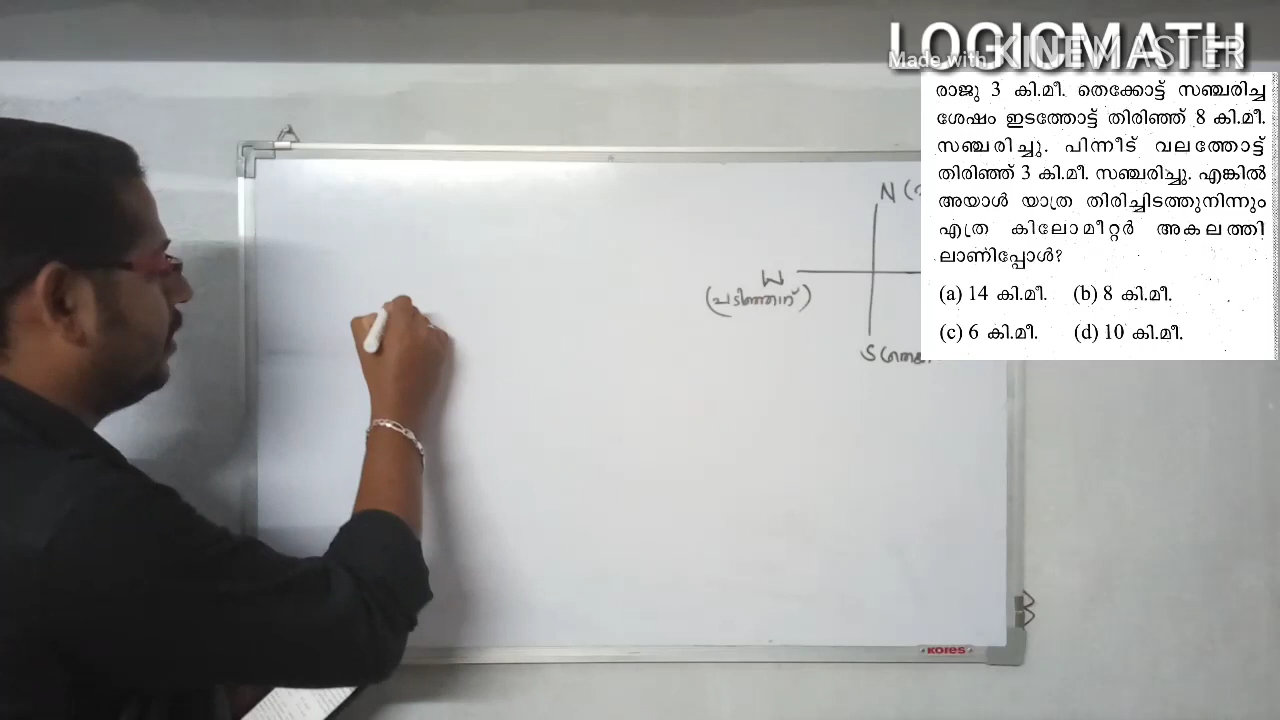 LOGICMATH
Made with KINEMASTER
രാജു 3 കി.മീ. തെക്കോട്ട് സഞ്ചരിച്ച
ശേഷം ഇടത്തോട്ട് തിരിഞ്ഞ് 8 കി.മീ.
സഞ്ചരിച്ചു. പിന്നീട് വലത്തോട്ട്
തിരിഞ്ഞ് 3 കി.മീ. സഞ്ചരിച്ചു. എങ്കിൽ
അയാൾ യാത്ര തിരിച്ചിടത്തുനിന്നും
എത്ര കിലോമീറ്റർ അകലത്തി
ലാണിപ്പോൾ?
(a) 14 കി.മീ. (b) 8 കി.മീ.
(c) 6 കി.മീ. (d) 10 കി.മീ.
N
W
(പടിഞ്ഞാറ്)
S
KORES